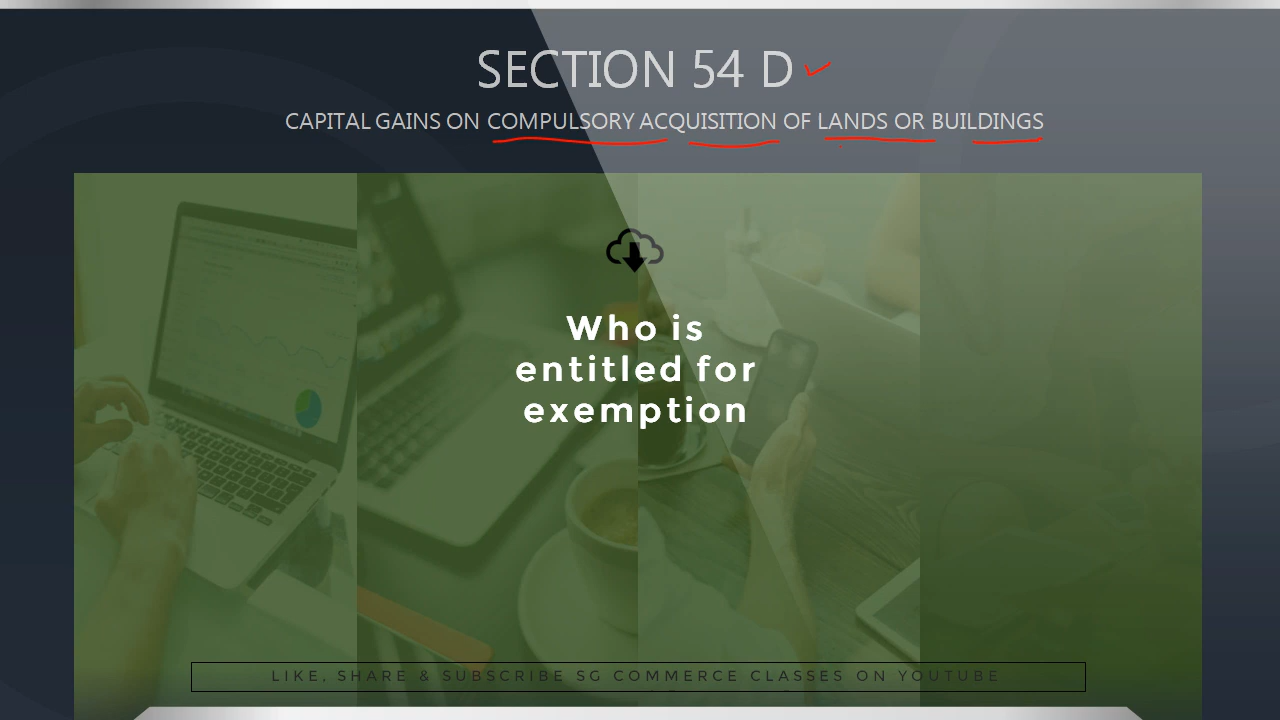 SECTION 54 D
CAPITAL GAINS ON COMPULSORY ACQUISITION OF LANDS OR BUILDINGS
Who is
entitled for
exemption
LIKE, SHARE & SUBSCRIBE SG COMMERCE CLASSES ON YOUTUBE